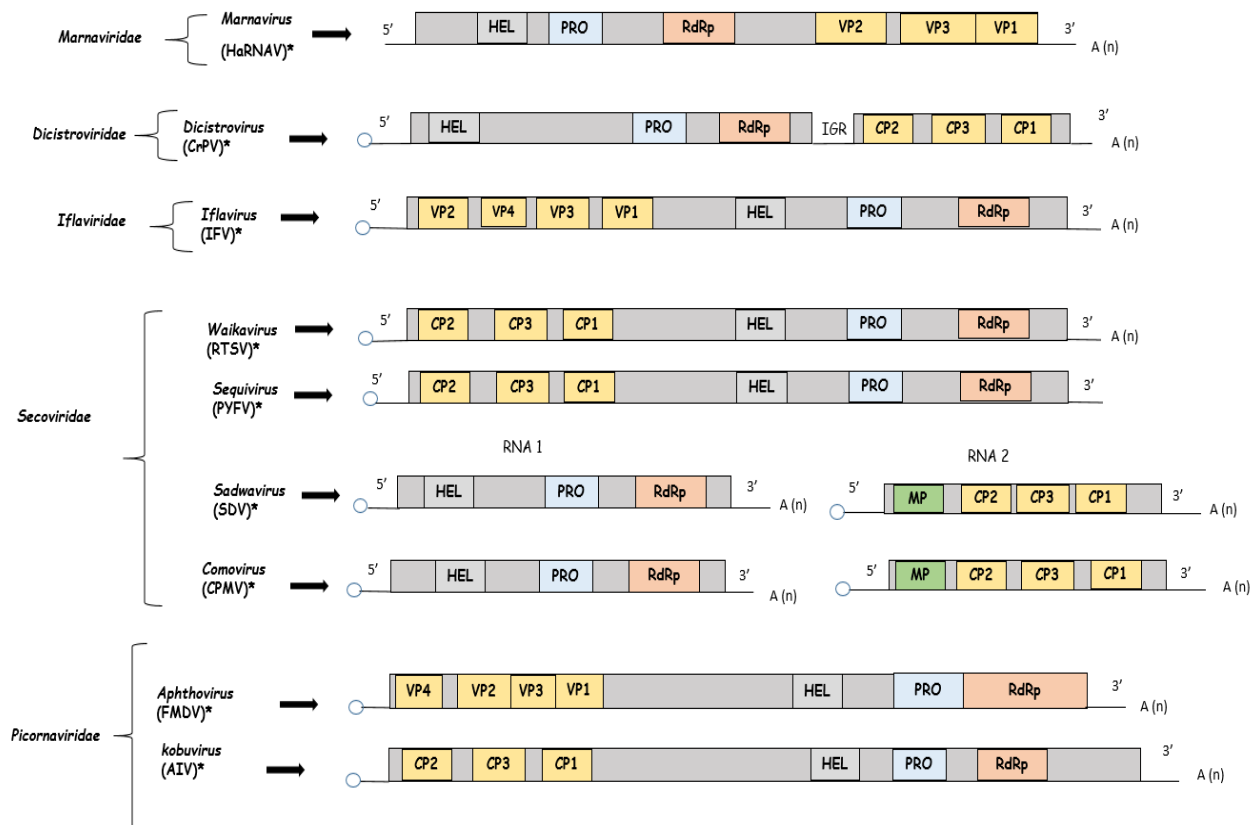 Marnaviridae
Marnavirus
(HaRNAV)*
5′ HEL PRO RdRp VP2 VP3 VP1 3′
A (n)
Dicistroviridae
Dicistrovirus
(CrPV)*
5′ HEL PRO RdRp IGR CP2 CP3 CP1 3′
A (n)
Iflaviridae
Iflavirus
(IFV)*
5′ VP2 VP4 VP3 VP1 HEL PRO RdRp 3′
A (n)
Secoviridae
Waikavirus
(RTSV)*
5′ CP2 CP3 CP1 HEL PRO RdRp 3′
A (n)
Sequivirus
(PYFV)*
5′ CP2 CP3 CP1 HEL PRO RdRp 3′
RNA 1 RNA 2
Sadwavirus
(SDV)*
5′ HEL PRO RdRp 3′ A (n) 5′ MP CP2 CP3 CP1 3′ A (n)
Comovirus
(CPMV)*
5′ HEL PRO RdRp 3′ A (n) 5′ MP CP2 CP3 CP1 3′ A (n)
Picornaviridae
Aphthovirus
(FMDV)*
5′ VP4 VP2 VP3 VP1 HEL PRO RdRp 3′
A (n)
kobuvirus
(AIV)*
5′ CP2 CP3 CP1 HEL PRO RdRp 3′
A (n)